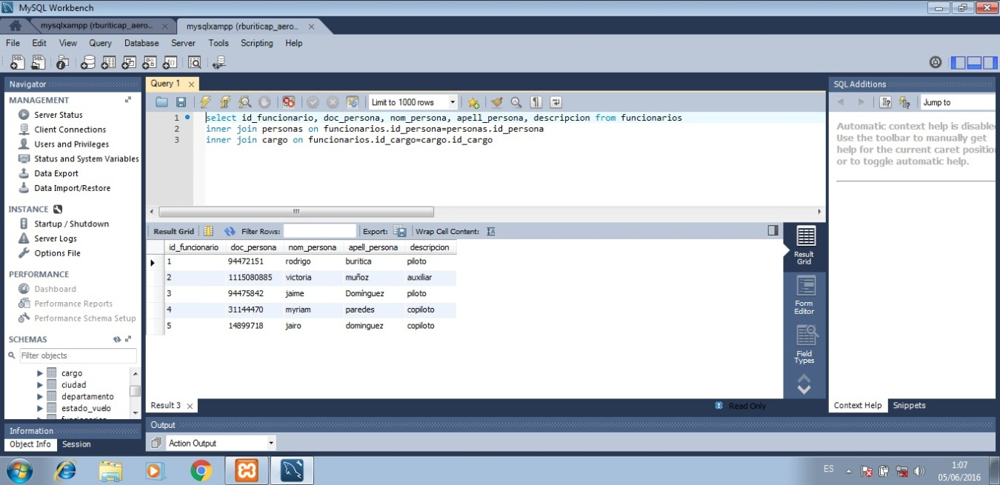 MySQL Workbench
mysqlxampp (rburiticap_aero...
mysqlxampp (rburiticap_aero...
File Edit View Query Database Server Tools Scripting Help
Navigator
MANAGEMENT
Server Status
Client Connections
Users and Privileges
Status and System Variables
Data Export
Data Import/Restore
INSTANCE
Startup / Shutdown
Server Logs
Options File
PERFORMANCE
Dashboard
Performance Reports
Performance Schema Setup
SCHEMAS
Filter objects
cargo
ciudad
departamento
estado_vuelo
funcionarios
Information
Object Info Session
Query 1
Limit to 1000 rows
1 select id_funcionario, doc_persona, nom_persona, apell_persona, descripcion from funcionarios
2 inner join personas on funcionarios.id_persona=personas.id_persona
3 inner join cargo on funcionarios.id_cargo=cargo.id_cargo
Result Grid Filter Rows: Export: Wrap Cell Content:
id_funcionario doc_persona nom_persona apell_persona descripcion
1 94472151 rodrigo buritica piloto
2 1115080885 victoria muñoz auxiliar
3 94475842 jaime Domínguez piloto
4 31144470 myriam paredes copiloto
5 14899718 jairo dominguez copiloto
Result
Grid
Form
Editor
Field
Types
Result 3
Read Only
Output
Action Output
SQL Additions
Jump to
Automatic context help is disable
Use the toolbar to manually get
help for the current caret positio
or to toggle automatic help.
Context Help Snippets
ES
1:07
05/06/2016